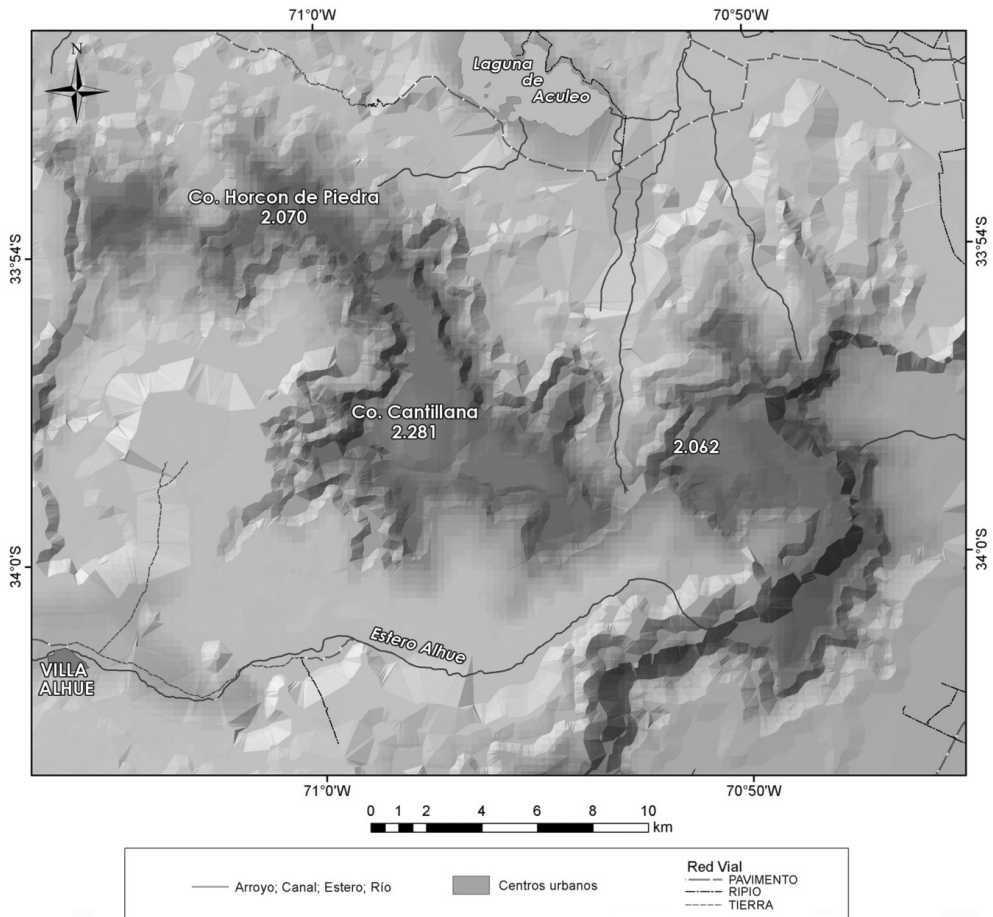 71°0'W
70°50'W
N
Laguna
de
Aculeo
Co. Horcon de Piedra
2.070
33°54'S
33°54'S
Co. Cantillana
2.281
2.062
34°0'S
34°0'S
Estero Alhue
VILLA
ALHUE
71°0'W
70°50'W
0 1 2 4 6 8 10
km
Arroyo; Canal; Estero; Río
Centros urbanos
Red Vial
PAVIMENTO
RIPIO
TIERRA